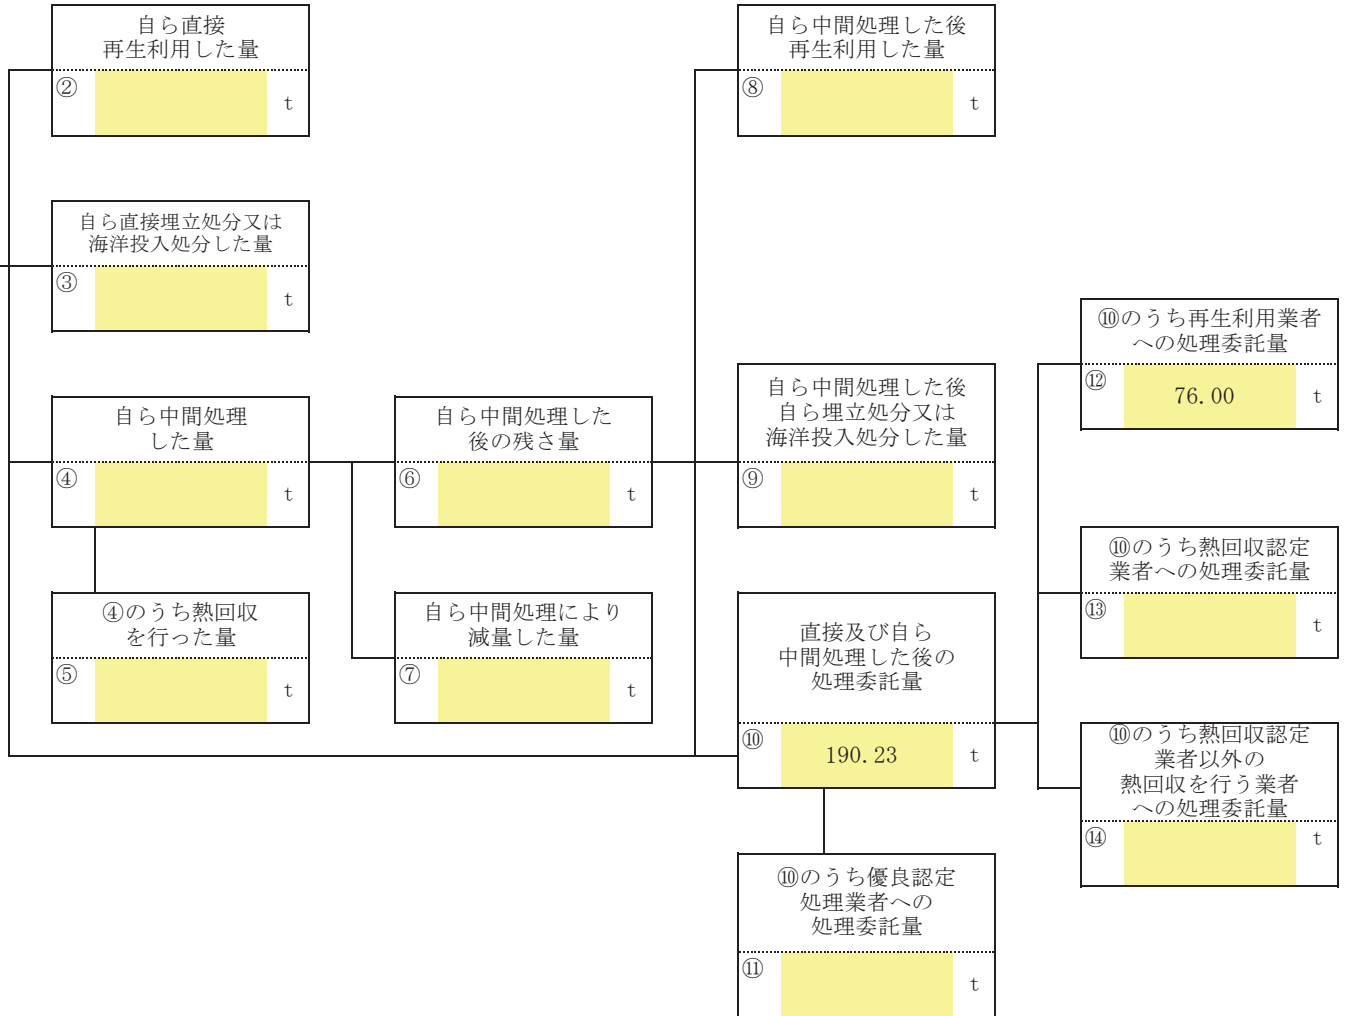 自ら直接
再生利用した量
②
t
自ら中間処理した後
再生利用した量
⑧
t
自ら直接埋立処分又は
海洋投入処分した量
③
t
⑩のうち再生利用業者
への処理委託量
⑫
76.00
t
自ら中間処理
した量
④
t
自ら中間処理した
後の残さ量
⑥
t
自ら中間処理した後
自ら埋立処分又は
海洋投入処分した量
⑨
t
⑩のうち熱回収認定
業者への処理委託量
⑬
t
④のうち熱回収
を行った量
⑤
t
自ら中間処理により
減量した量
⑦
t
直接及び自ら
中間処理した後の
処理委託量
⑩
190.23
t
⑩のうち熱回収認定
業者以外の
熱回収を行う業者
への処理委託量
⑭
t
⑩のうち優良認定
処理業者への
処理委託量
⑪
t